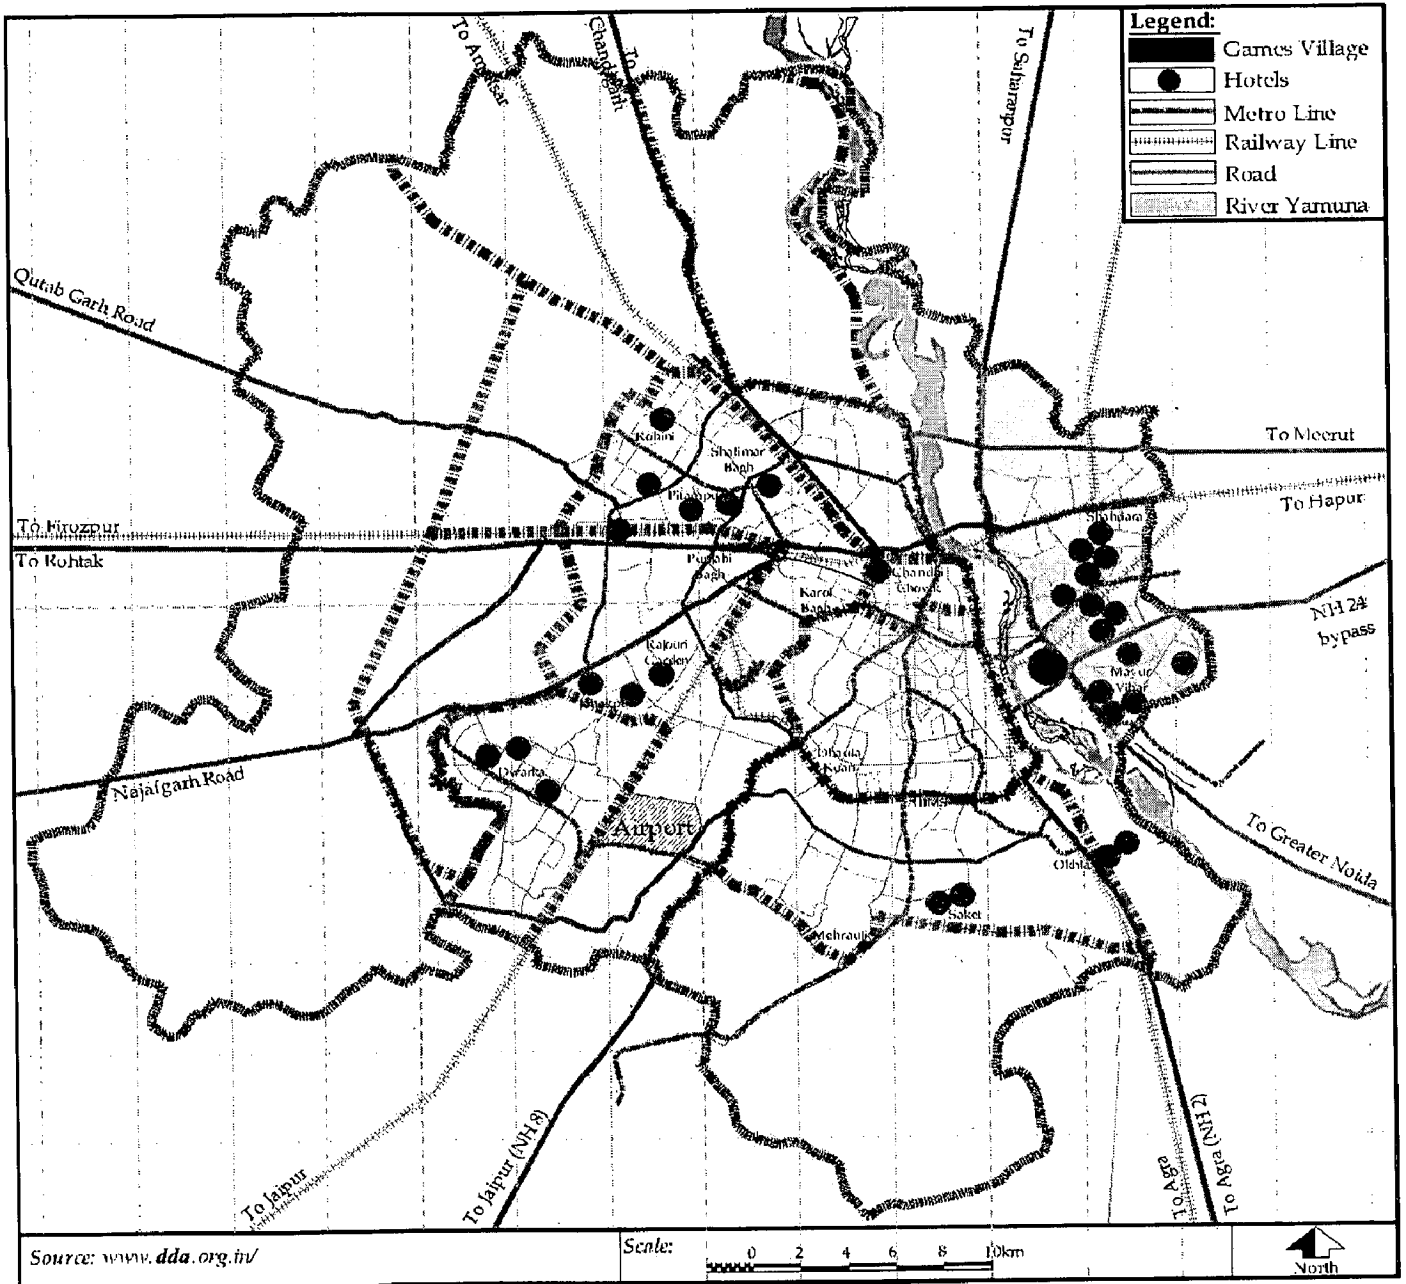 Legend:
Games Village
Hotels
Metro Line
Railway Line
Road
River Yamuna
To Amritsar
To
Chandigarh
To Saharanpur
Qutab Garh Road
To Meerut
To Hapur
To Firozpur
To Rohtak
Rohini
Shalimar
Bagh
Pitampura
Shahdara
Punjabi
Bagh
Chandni
Chowk
Karol
Bagh
NH 24
bypass
Rajouri
Garden
Mayur
Vihar
Dwarka
Dhaula
Kuan
Najafgarh Road
Airport
To Greater Noida
Okhla
Saket
Mehrauli
To Jaipur
To Jaipur (NH 8)
To Agra
To Agra (NH 2)
Source: www.dda.org.in/
Scale:
0 2 4 6 8 10km
North